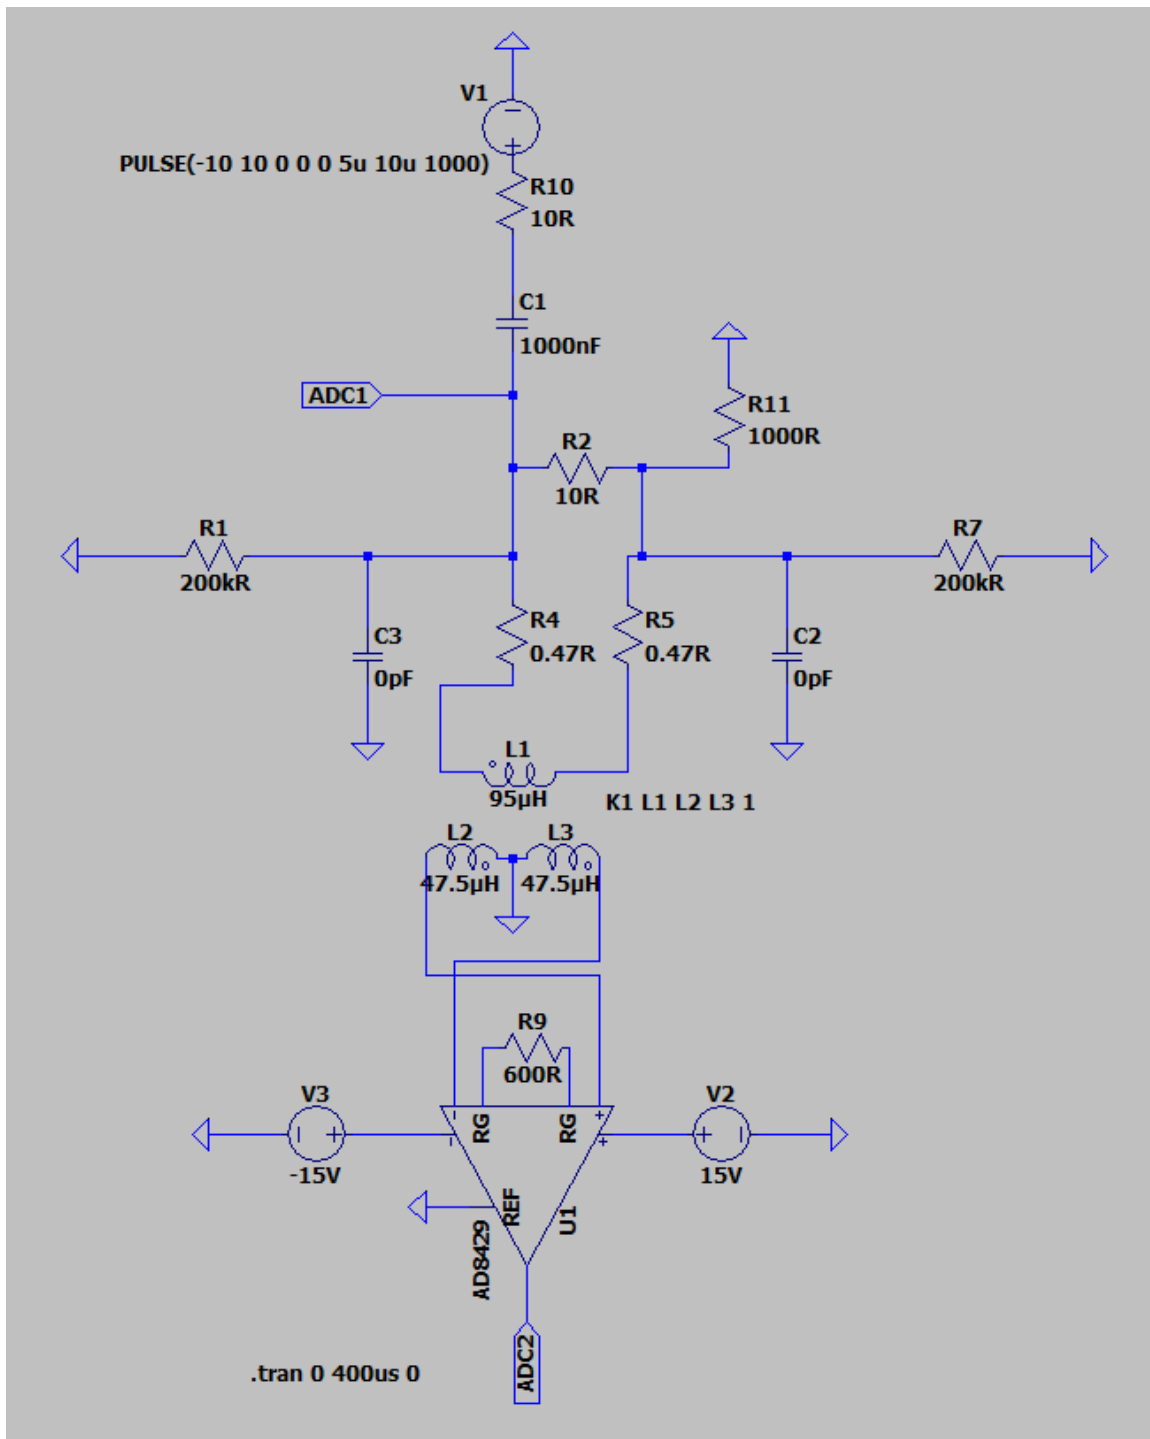 V1
PULSE(-10 10 0 0 0 5u 10u 1000)
R10
10R
C1
1000nF
ADC1
R11
1000R
R2
10R
R1
200kR
R7
200kR
C3
0pF
R4
0.47R
R5
0.47R
C2
0pF
L1
95µH
K1 L1 L2 L3 1
L2
47.5µH
L3
47.5µH
R9
600R
V3
-15V
RG
RG
V2
15V
REF
AD8429
U1
ADC2
.tran 0 400us 0